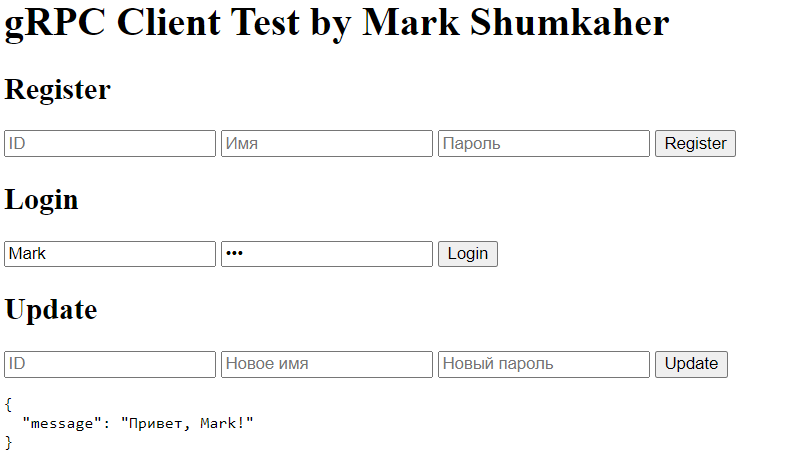 gRPC Client Test by Mark Shumkaher
Register
ID Имя Пароль Register
Login
Mark ••• Login
Update
ID Новое имя Новый пароль Update
{
  "message": "Привет, Mark!"
}